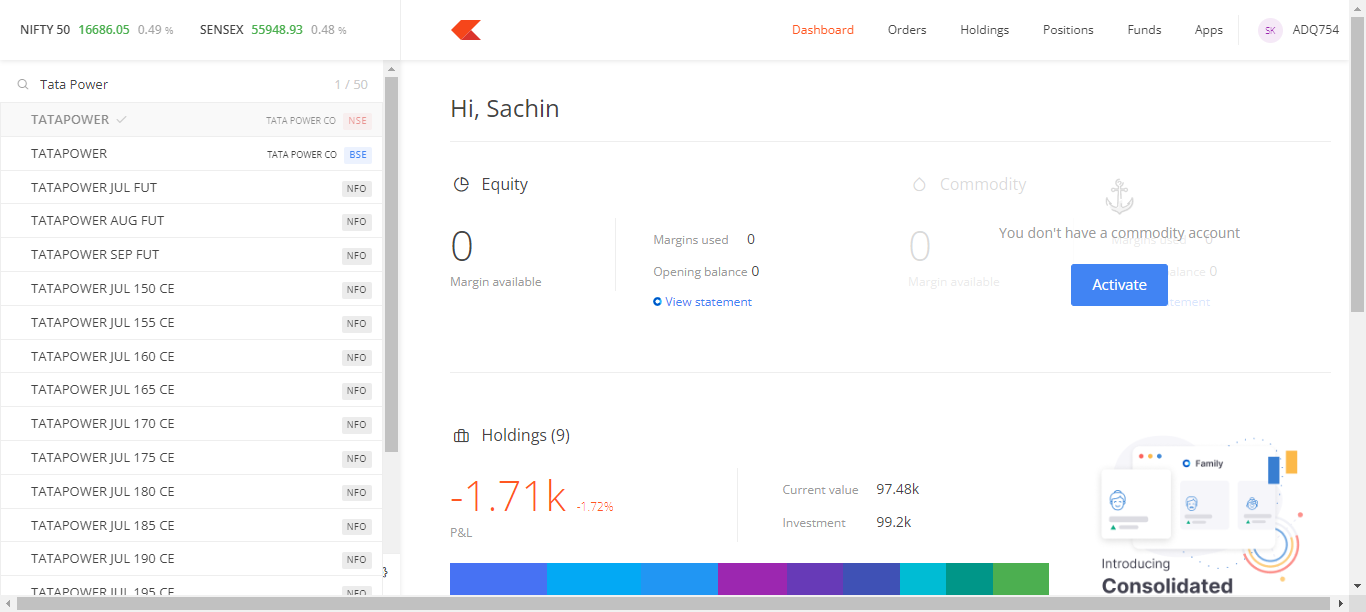 NIFTY 50 16686.05 0.49 % SENSEX 55948.93 0.48 %
Dashboard Orders Holdings Positions Funds Apps SK ADQ754
Tata Power 1 / 50
TATAPOWER TATA POWER CO NSE
TATAPOWER TATA POWER CO BSE
TATAPOWER JUL FUT NFO
TATAPOWER AUG FUT NFO
TATAPOWER SEP FUT NFO
TATAPOWER JUL 150 CE NFO
TATAPOWER JUL 155 CE NFO
TATAPOWER JUL 160 CE NFO
TATAPOWER JUL 165 CE NFO
TATAPOWER JUL 170 CE NFO
TATAPOWER JUL 175 CE NFO
TATAPOWER JUL 180 CE NFO
TATAPOWER JUL 185 CE NFO
TATAPOWER JUL 190 CE NFO
TATAPOWER JUL 195 CE NFO
Hi, Sachin
Equity
0
Margin available
Margins used 0
Opening balance 0
View statement
Commodity
You don't have a commodity account
0
Margin available
Margins used 0
alance 0
tement
Activate
Holdings (9)
-1.71k -1.72%
P&L
Current value 97.48k
Investment 99.2k
Family
Introducing
Consolidated